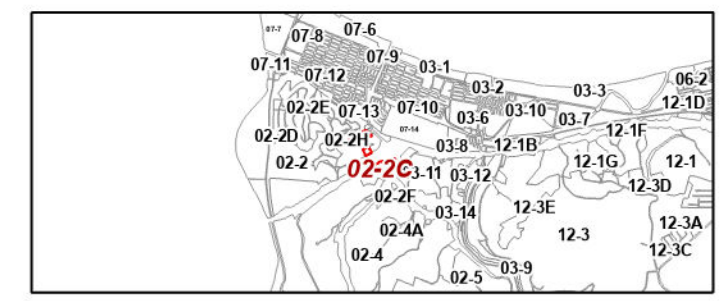 07-7
07-8
07-6
07-9
07-11
07-12
03-1
06-2
03-2
03-3
12-1D
02-2E
07-13
07-10
03-10
03-6
03-7
12-1F
02-2D
02-2H
07-14
03-8
12-1B
02-2
12-1G
12-1
02-2C
03-11
03-12
12-3D
02-2F
03-14
12-3E
12-3A
02-4A
12-3
02-4
12-3C
03-9
02-5